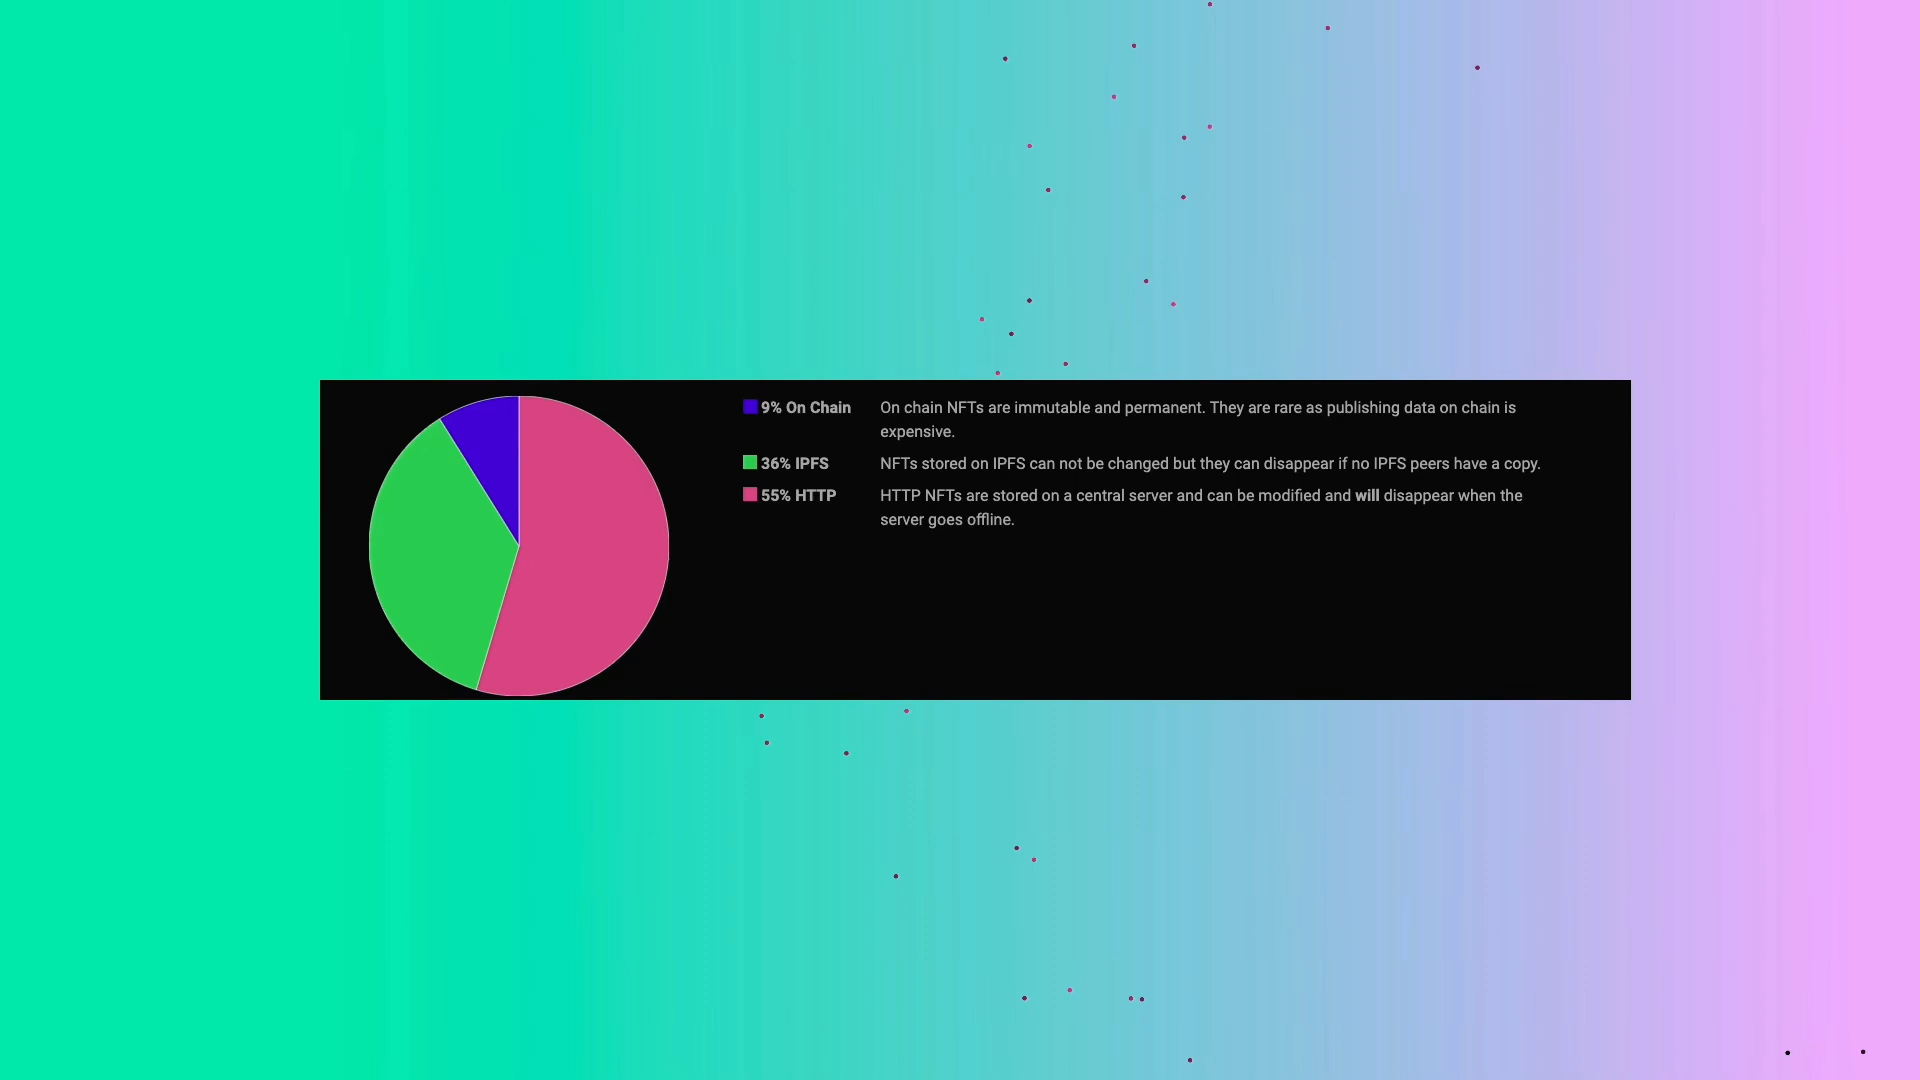 9% On Chain On chain NFTs are immutable and permanent. They are rare as publishing data on chain is
expensive.
36% IPFS NFTs stored on IPFS can not be changed but they can disappear if no IPFS peers have a copy.
55% HTTP HTTP NFTs are stored on a central server and can be modified and will disappear when the
server goes offline.